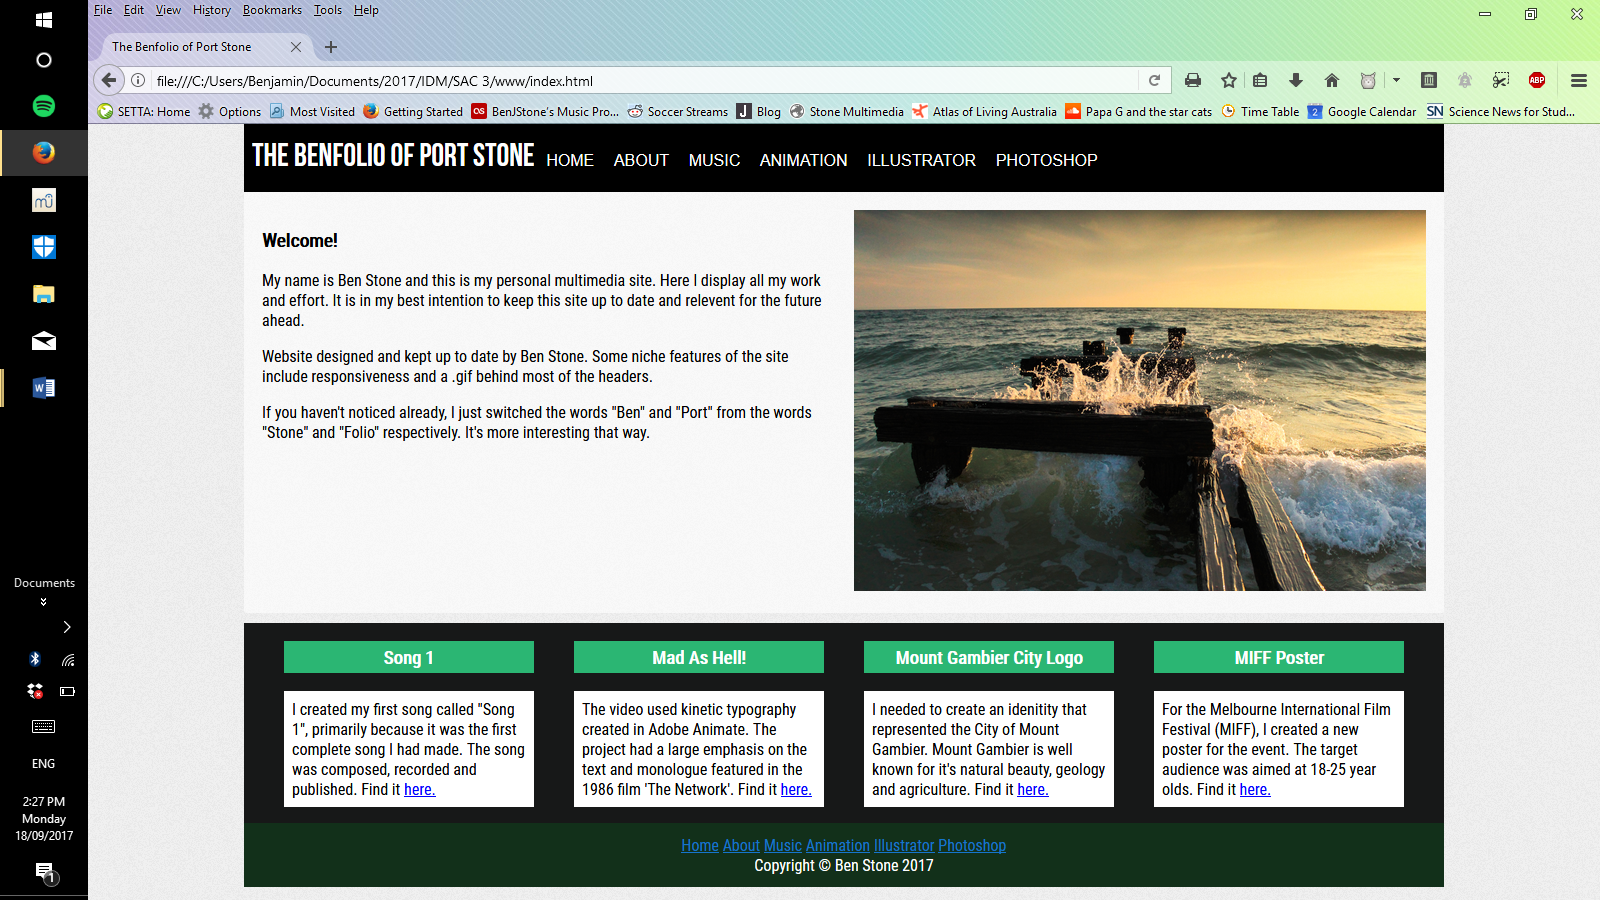 File Edit View History Bookmarks Tools Help
The Benfolio of Port Stone
file:///C:/Users/Benjamin/Documents/2017/IDM/SAC 3/www/index.html
ABP
SETTA: Home Options Most Visited Getting Started BenJStone's Music Pro... Soccer Streams Blog Stone Multimedia Atlas of Living Australia Papa G and the star cats Time Table Google Calendar SN Science News for Stud...
THE BENFOLIO OF PORT STONE HOME ABOUT MUSIC ANIMATION ILLUSTRATOR PHOTOSHOP
Welcome!
My name is Ben Stone and this is my personal multimedia site. Here I display all my work
and effort. It is in my best intention to keep this site up to date and relevent for the future
ahead.
Website designed and kept up to date by Ben Stone. Some niche features of the site
include responsiveness and a .gif behind most of the headers.
If you haven't noticed already, I just switched the words "Ben" and "Port" from the words
"Stone" and "Folio" respectively. It's more interesting that way.
Song 1
I created my first song called "Song
1", primarily because it was the first
complete song I had made. The song
was composed, recorded and
published. Find it here.
Mad As Hell!
The video used kinetic typography
created in Adobe Animate. The
project had a large emphasis on the
text and monologue featured in the
1986 film 'The Network'. Find it here.
Mount Gambier City Logo
I needed to create an idenitity that
represented the City of Mount
Gambier. Mount Gambier is well
known for it's natural beauty, geology
and agriculture. Find it here.
MIFF Poster
For the Melbourne International Film
Festival (MIFF), I created a new
poster for the event. The target
audience was aimed at 18-25 year
olds. Find it here.
Home About Music Animation Illustrator Photoshop
Copyright © Ben Stone 2017
Documents
ENG
2:27 PM
Monday
18/09/2017
1